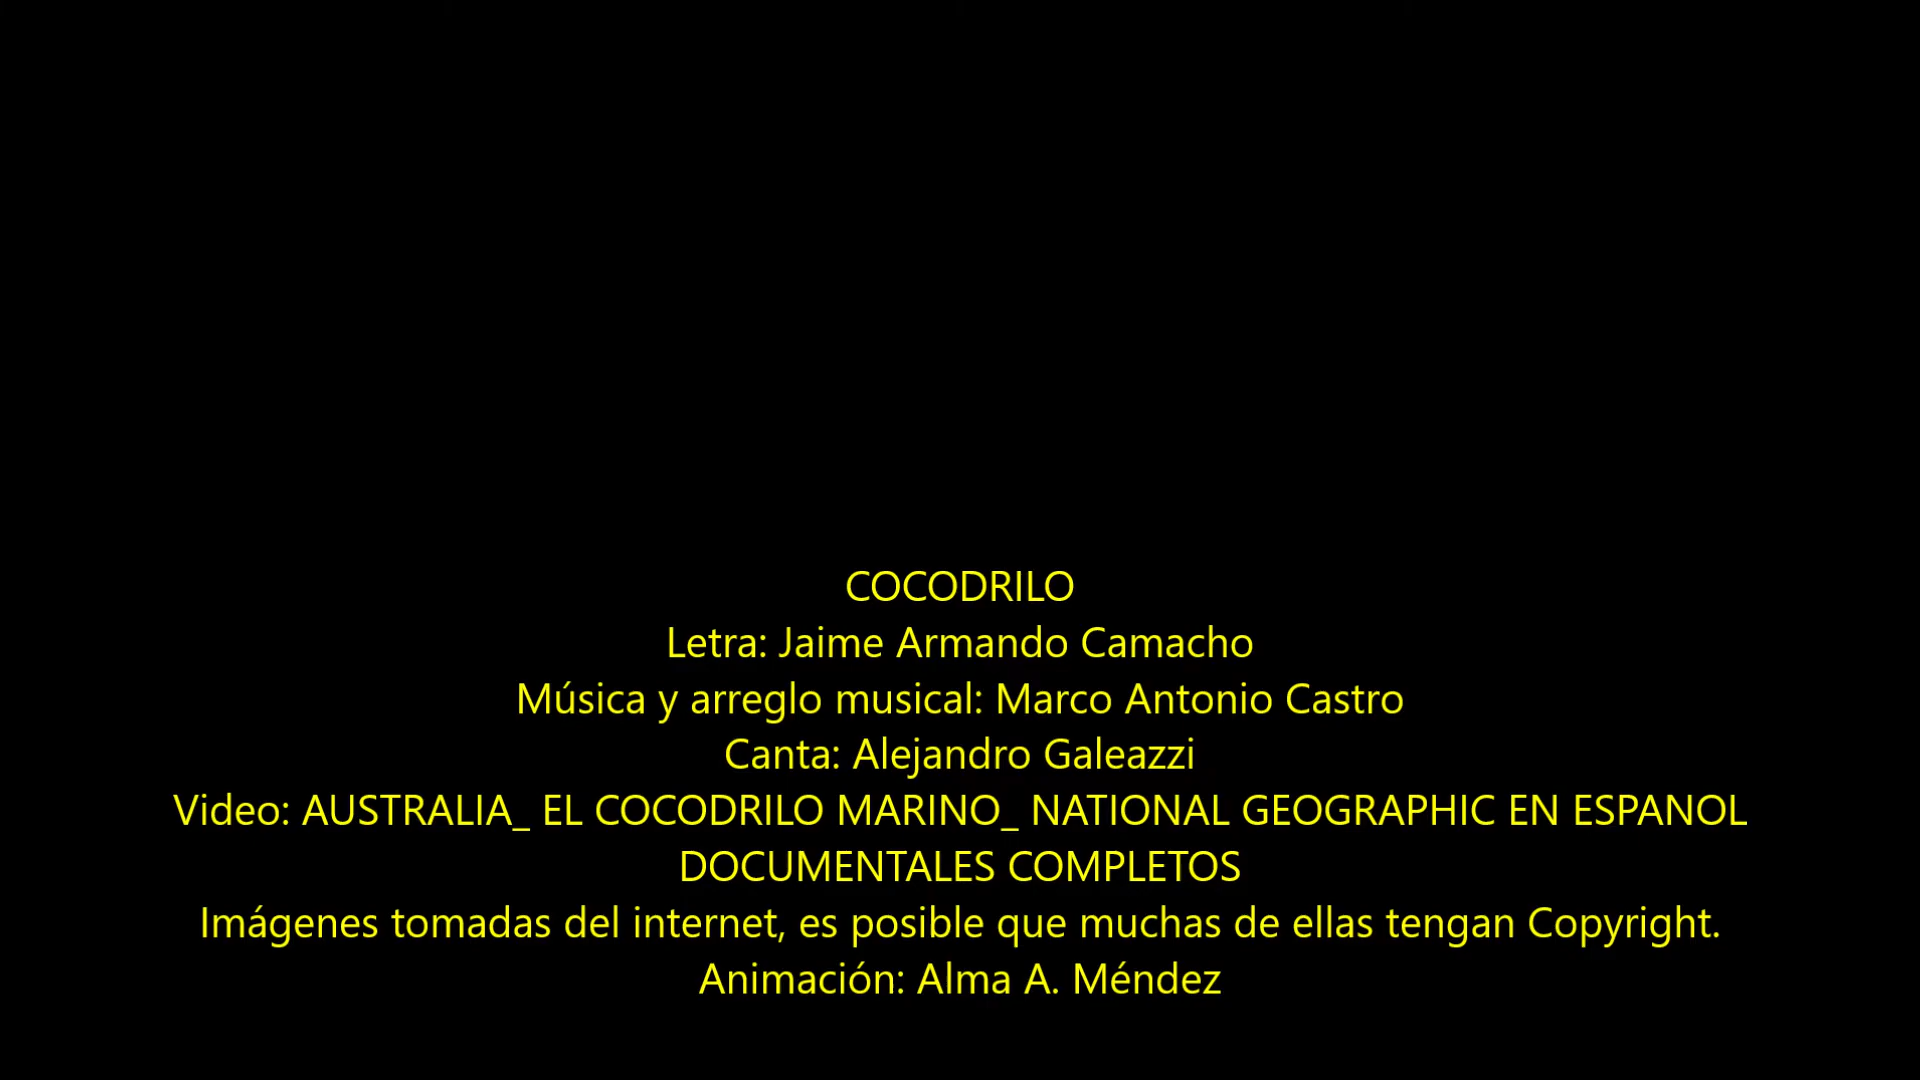 COCODRILO
Letra: Jaime Armando Camacho
Música y arreglo musical: Marco Antonio Castro
Canta: Alejandro Galeazzi
Video: AUSTRALIA_ EL COCODRILO MARINO_ NATIONAL GEOGRAPHIC EN ESPANOL
DOCUMENTALES COMPLETOS
Imágenes tomadas del internet, es posible que muchas de ellas tengan Copyright.
Animación: Alma A. Méndez